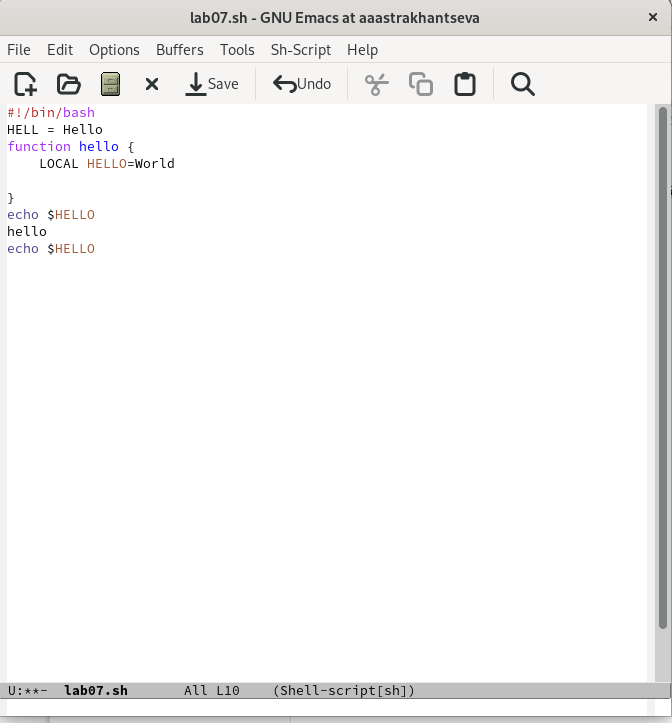 lab07.sh - GNU Emacs at aaastrakhantseva
File Edit Options Buffers Tools Sh-Script Help
Save Undo
#!/bin/bash
HELL = Hello
function hello {
    LOCAL HELLO=World
}
echo $HELLO
hello
echo $HELLO
U:**-  lab07.sh       All L10    (Shell-script[sh])